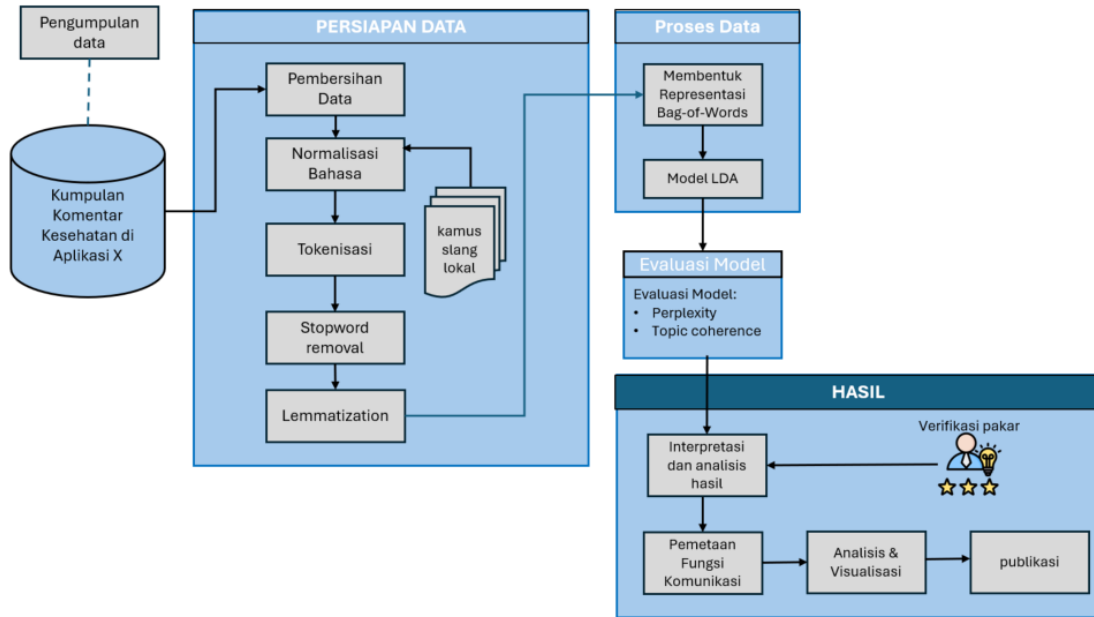 Pengumpulan
data
Kumpulan
Komentar
Kesehatan di
Aplikasi X
PERSIAPAN DATA
Pembersihan
Data
Normalisasi
Bahasa
Tokenisasi
kamus
slang
lokal
Stopword
removal
Lemmatization
Proses Data
Membentuk
Representasi
Bag-of-Words
Model LDA
Evaluasi Model
Evaluasi Model:
• Perplexity
• Topic coherence
HASIL
Verifikasi pakar
Interpretasi
dan analisis
hasil
Pemetaan
Fungsi
Komunikasi
Analisis &
Visualisasi
publikasi